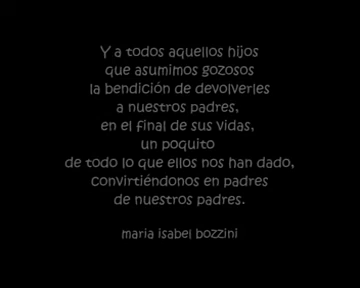 Y a todos aquellos hijos
que asumimos gozosos
la bendición de devolverles
a nuestros padres,
en el final de sus vidas,
un poquito
de todo lo que ellos nos han dado,
convirtiéndonos en padres
de nuestros padres.
maria isabel bozzini